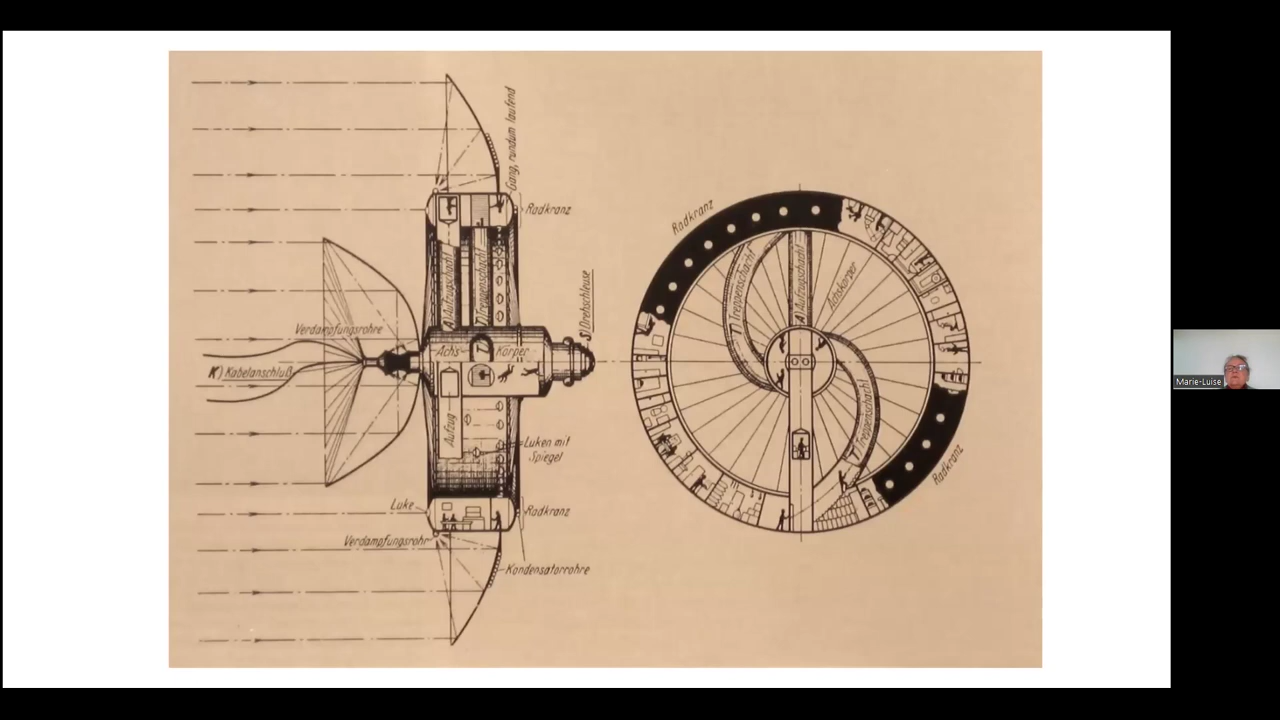 Gang, rundum laufend
Radkranz
A) Aufzugschacht
T) Treppenschacht
S) Drehschleuse
Verdampfungsrohre
K) Kabelanschluß
Achs-
T
Körper
Aufzug
Luken mit
Spiegel
Luke
Radkranz
Verdampfungsrohr
Kondensatorrohre
Radkranz
T) Treppenschacht
A) Aufzugschacht
Achskörper
T) Treppenschacht
Radkranz
Marie-Luise